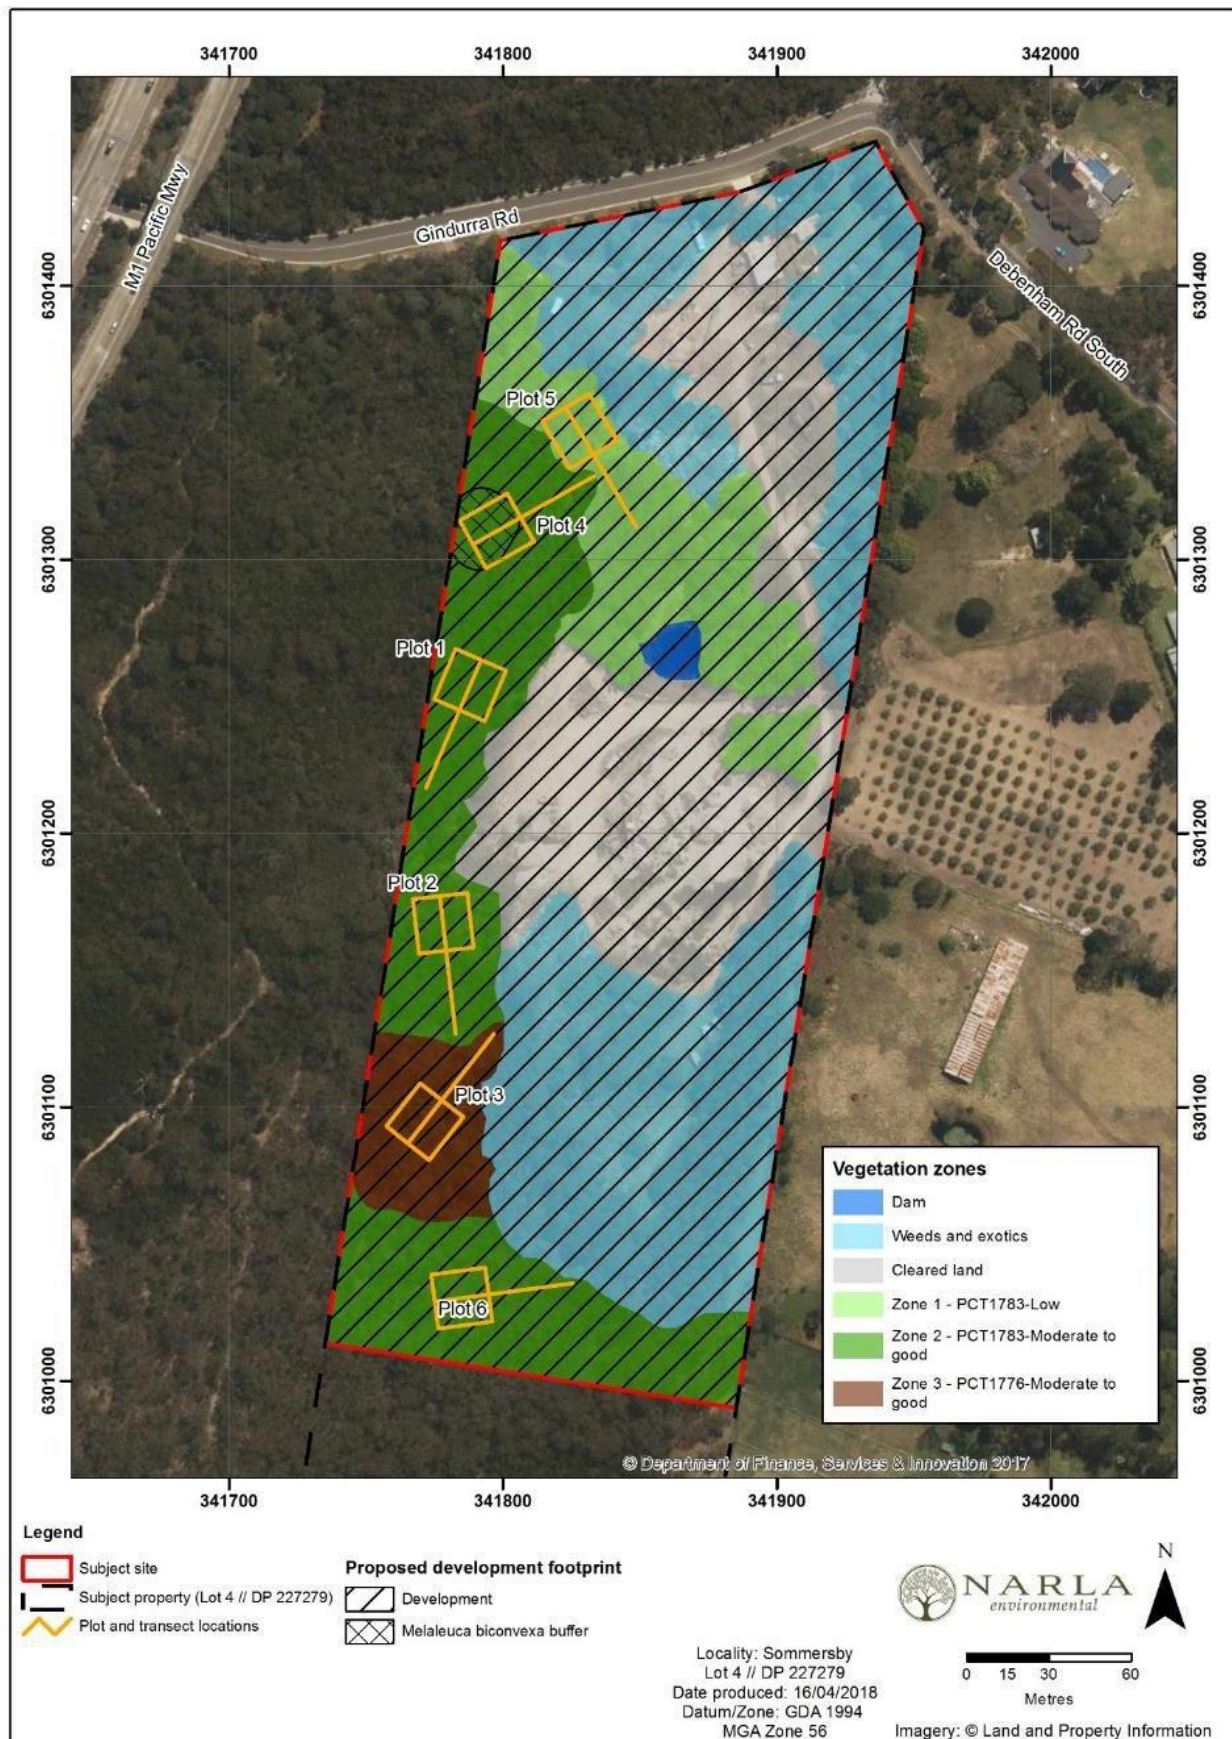 341700
341800
341900
342000
M1 Pacific Mwy
Gindurra Rd
Debenham Rd South
6301400
6301400
Plot 5
Plot 4
6301300
6301300
Plot 1
6301200
6301200
Plot 2
6301100
6301100
Plot 3
Plot 6
6301000
6301000
Vegetation zones
Dam
Weeds and exotics
Cleared land
Zone 1 - PCT1783-Low
Zone 2 - PCT1783-Moderate to
good
Zone 3 - PCT1776-Moderate to
good
© Department of Finance, Services & Innovation 2017
341700
341800
341900
342000
Legend
Subject site
Subject property (Lot 4 // DP 227279)
Plot and transect locations
Proposed development footprint
Development
Melaleuca biconvexa buffer
NARLA
environmental
N
Locality: Sommersby
Lot 4 // DP 227279
Date produced: 16/04/2018
Datum/Zone: GDA 1994
MGA Zone 56
0 15 30 60
Metres
Imagery: © Land and Property Information